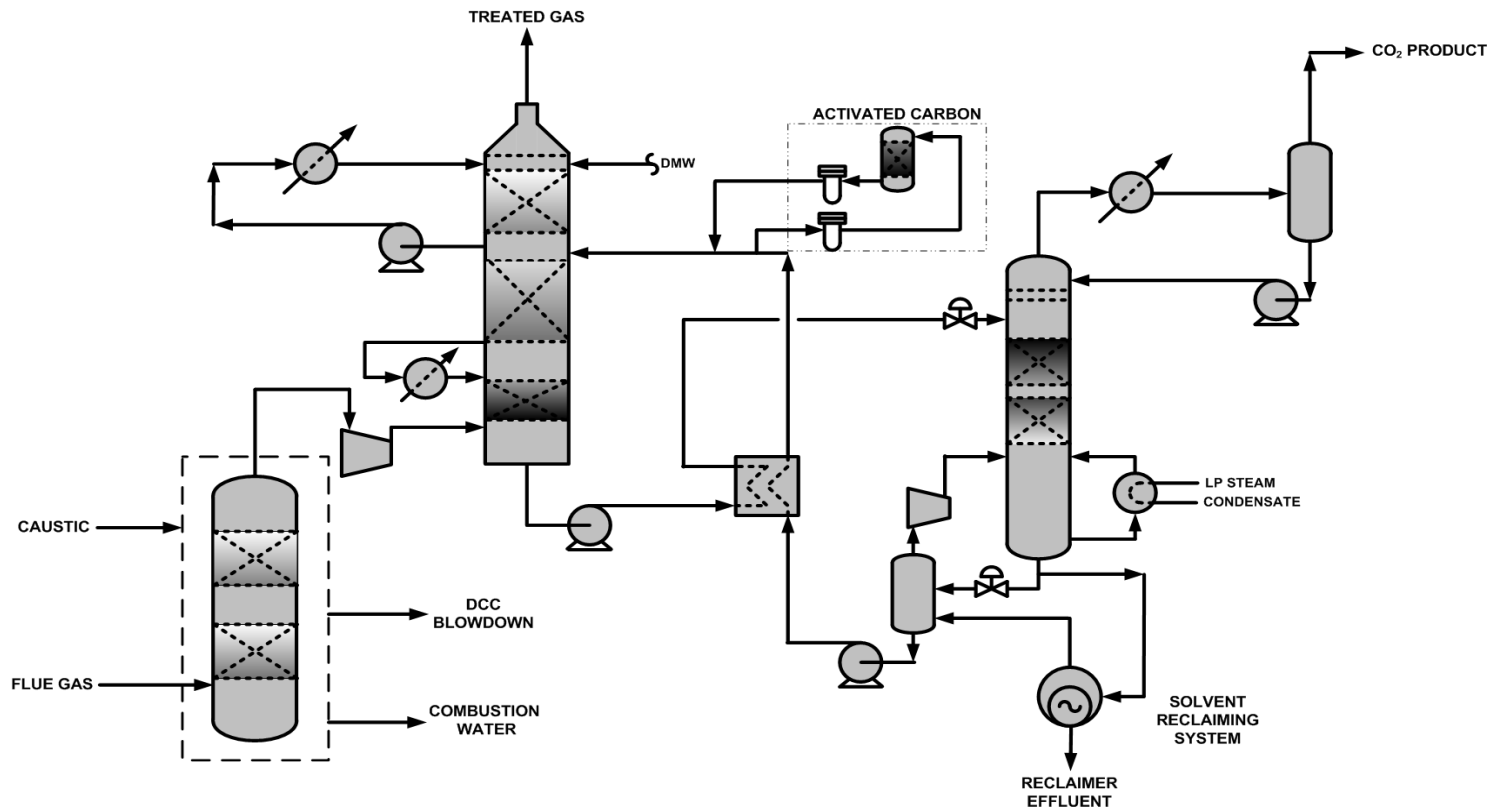 TREATED GAS
CO₂ PRODUCT
ACTIVATED CARBON
DMW
LP STEAM
CONDENSATE
CAUSTIC
DCC
BLOWDOWN
FLUE GAS
COMBUSTION
WATER
SOLVENT
RECLAIMING
SYSTEM
RECLAIMER
EFFLUENT